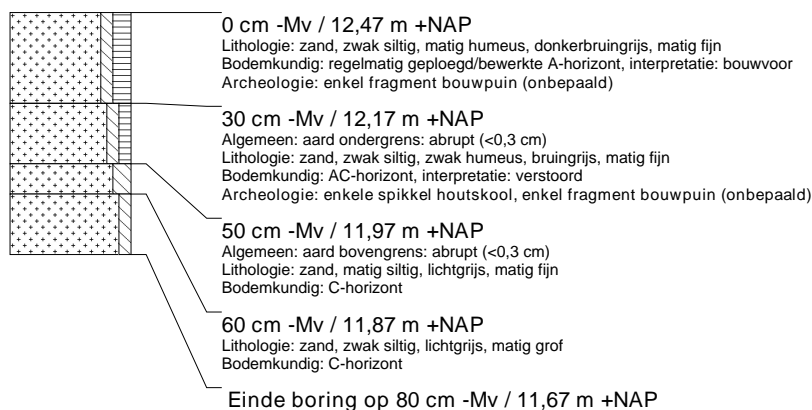 0 cm -Mv / 12,47 m +NAP
Lithologie: zand, zwak siltig, matig humeus, donkerbruingrijs, matig fijn
Bodemkundig: regelmatig geploegd/bewerkte A-horizont, interpretatie: bouwvoor
Archeologie: enkel fragment bouwpuin (onbepaald)
30 cm -Mv / 12,17 m +NAP
Algemeen: aard ondergrens: abrupt (<0,3 cm)
Lithologie: zand, zwak siltig, zwak humeus, bruingrijs, matig fijn
Bodemkundig: AC-horizont, interpretatie: verstoord
Archeologie: enkele spikkel houtskool, enkel fragment bouwpuin (onbepaald)
50 cm -Mv / 11,97 m +NAP
Algemeen: aard bovengrens: abrupt (<0,3 cm)
Lithologie: zand, matig siltig, lichtgrijs, matig fijn
Bodemkundig: C-horizont
60 cm -Mv / 11,87 m +NAP
Lithologie: zand, zwak siltig, lichtgrijs, matig grof
Bodemkundig: C-horizont
Einde boring op 80 cm -Mv / 11,67 m +NAP